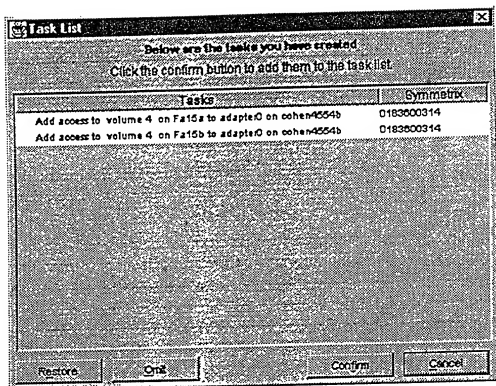 Task List
Below are the tasks you have created
Click the confirm button to add them to the task list.
Tasks Symmetrix
Add access to volume 4 on Fa15a to adapter0 on cohen4554b 0183600314
Add access to volume 4 on Fa15b to adapter0 on cohen4554b 0183600314
Restore Omit Confirm Cancel